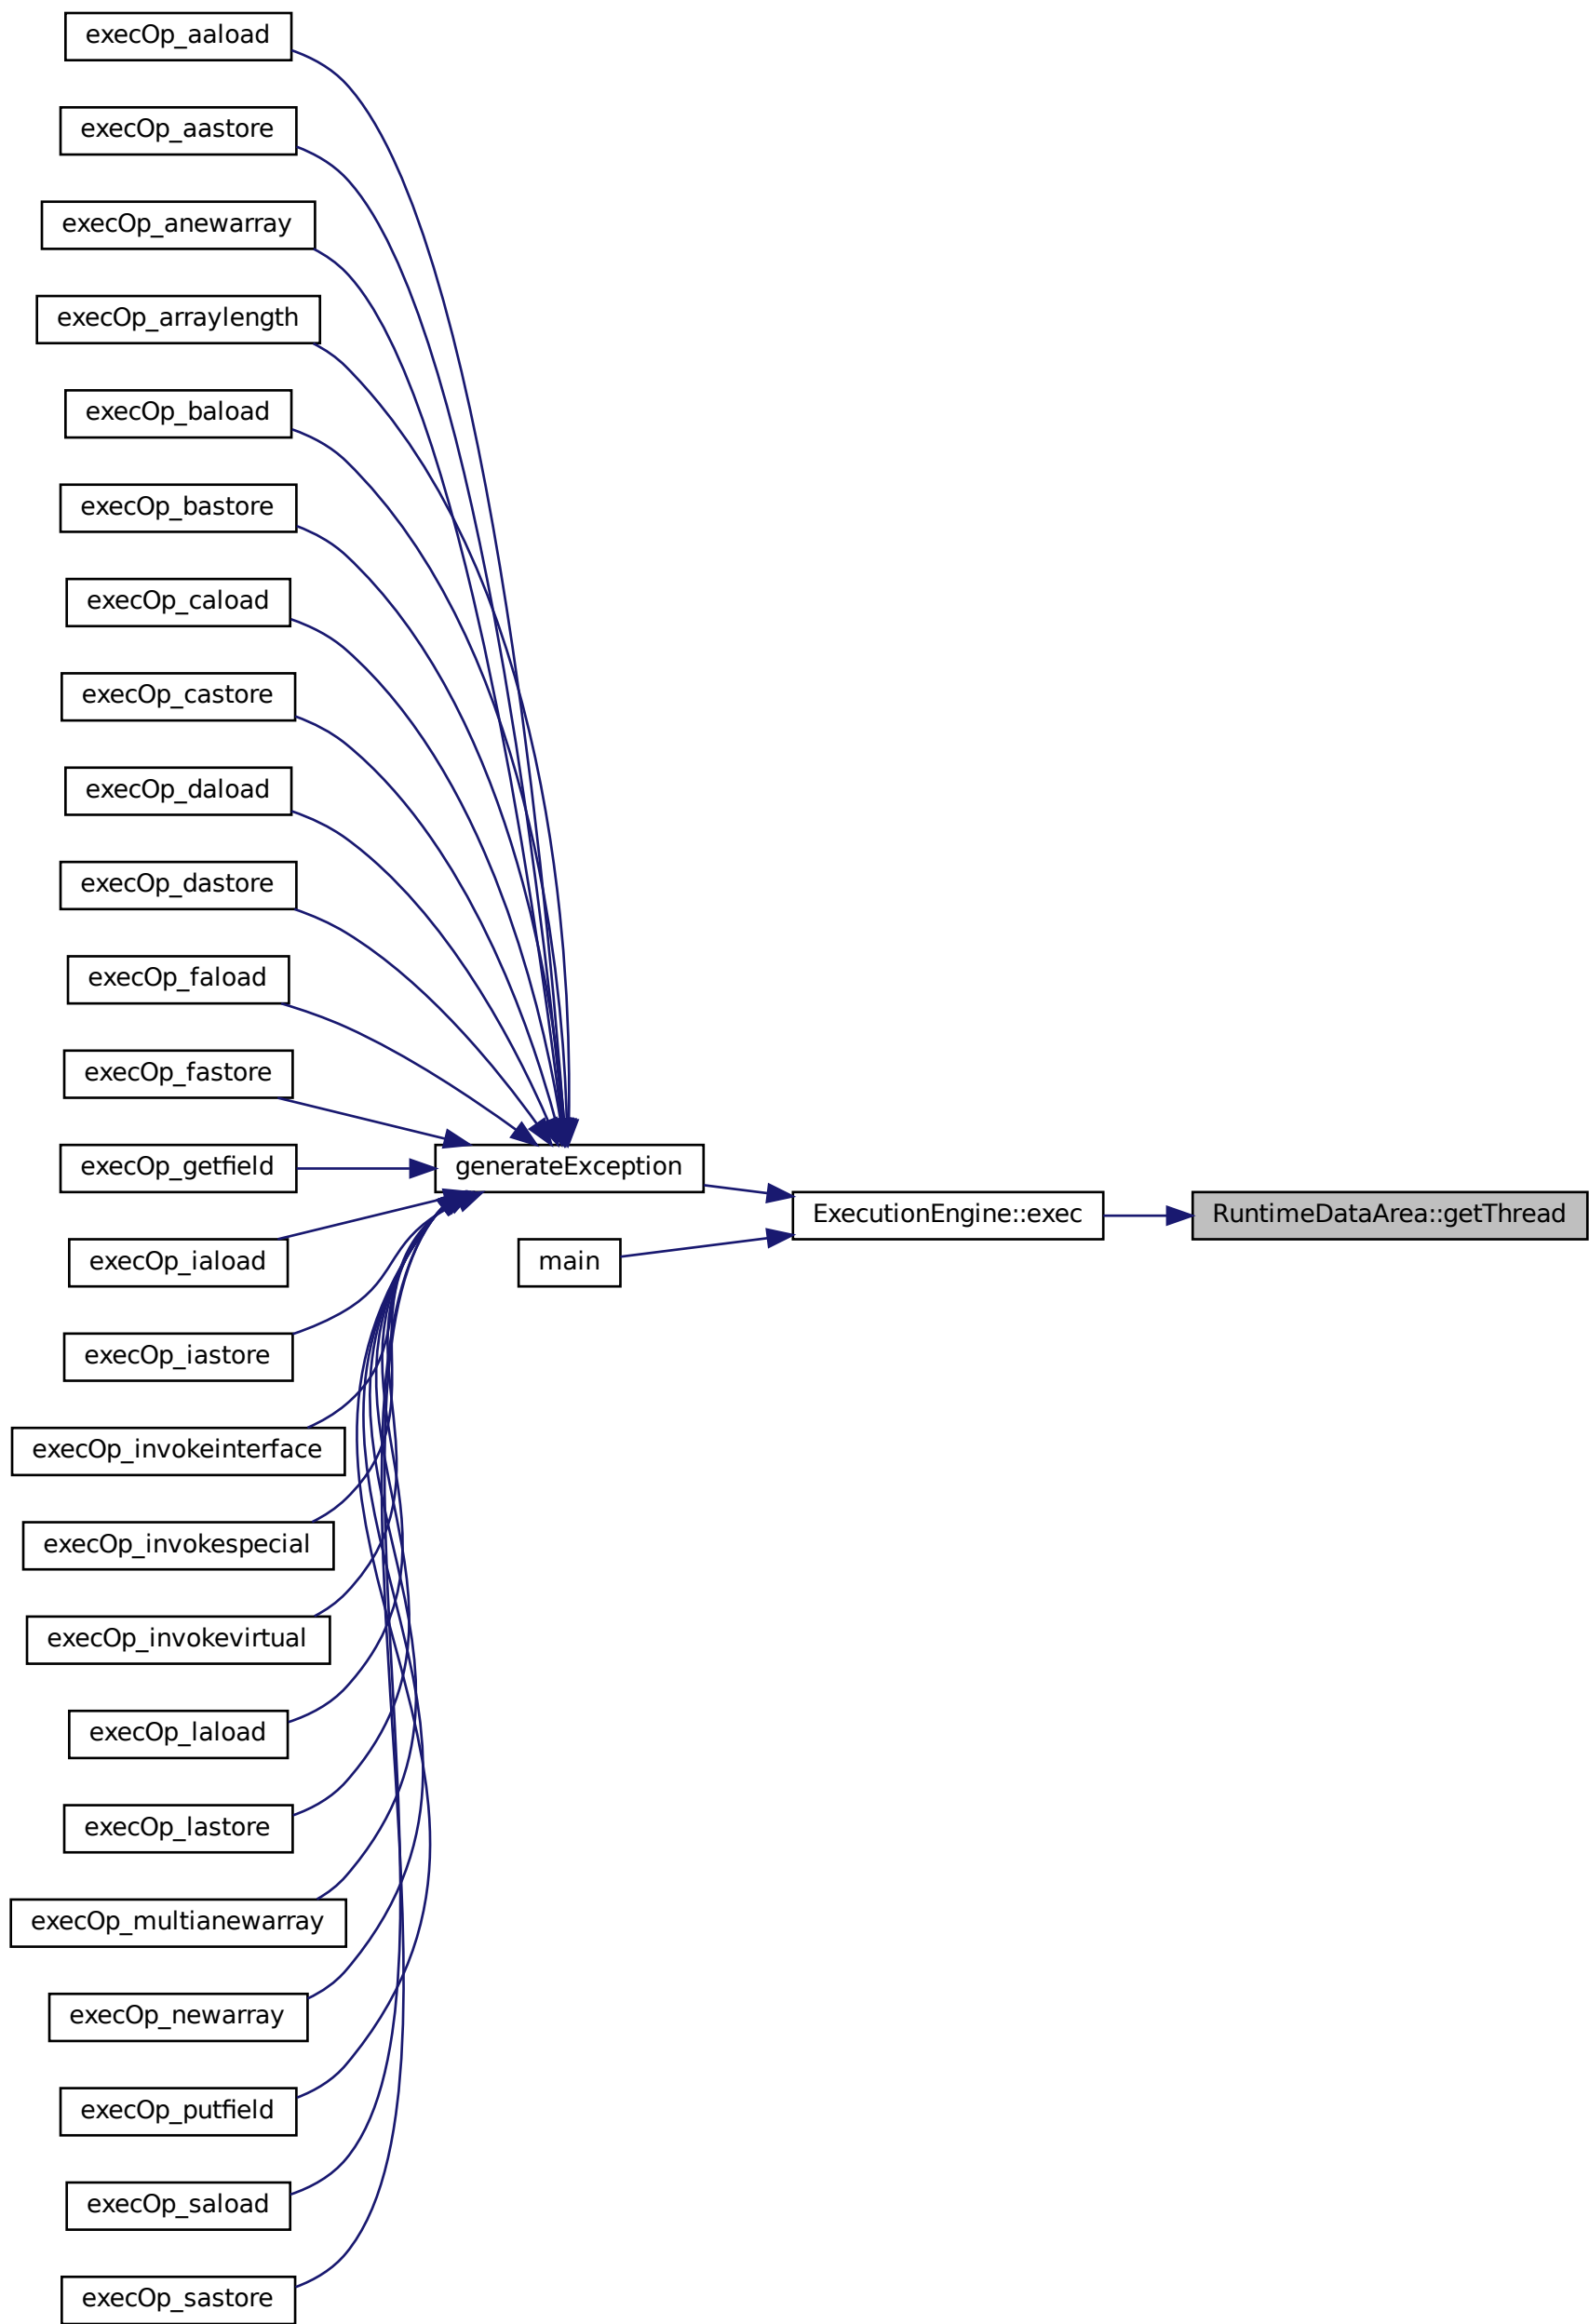 execOp_aaload
execOp_aastore
execOp_anewarray
execOp_arraylength
execOp_baload
execOp_bastore
execOp_caload
execOp_castore
execOp_daload
execOp_dastore
execOp_faload
execOp_fastore
execOp_getfield
generateException
ExecutionEngine::exec
RuntimeDataArea::getThread
execOp_iaload
main
execOp_iastore
execOp_invokeinterface
execOp_invokespecial
execOp_invokevirtual
execOp_laload
execOp_lastore
execOp_multianewarray
execOp_newarray
execOp_putfield
execOp_saload
execOp_sastore